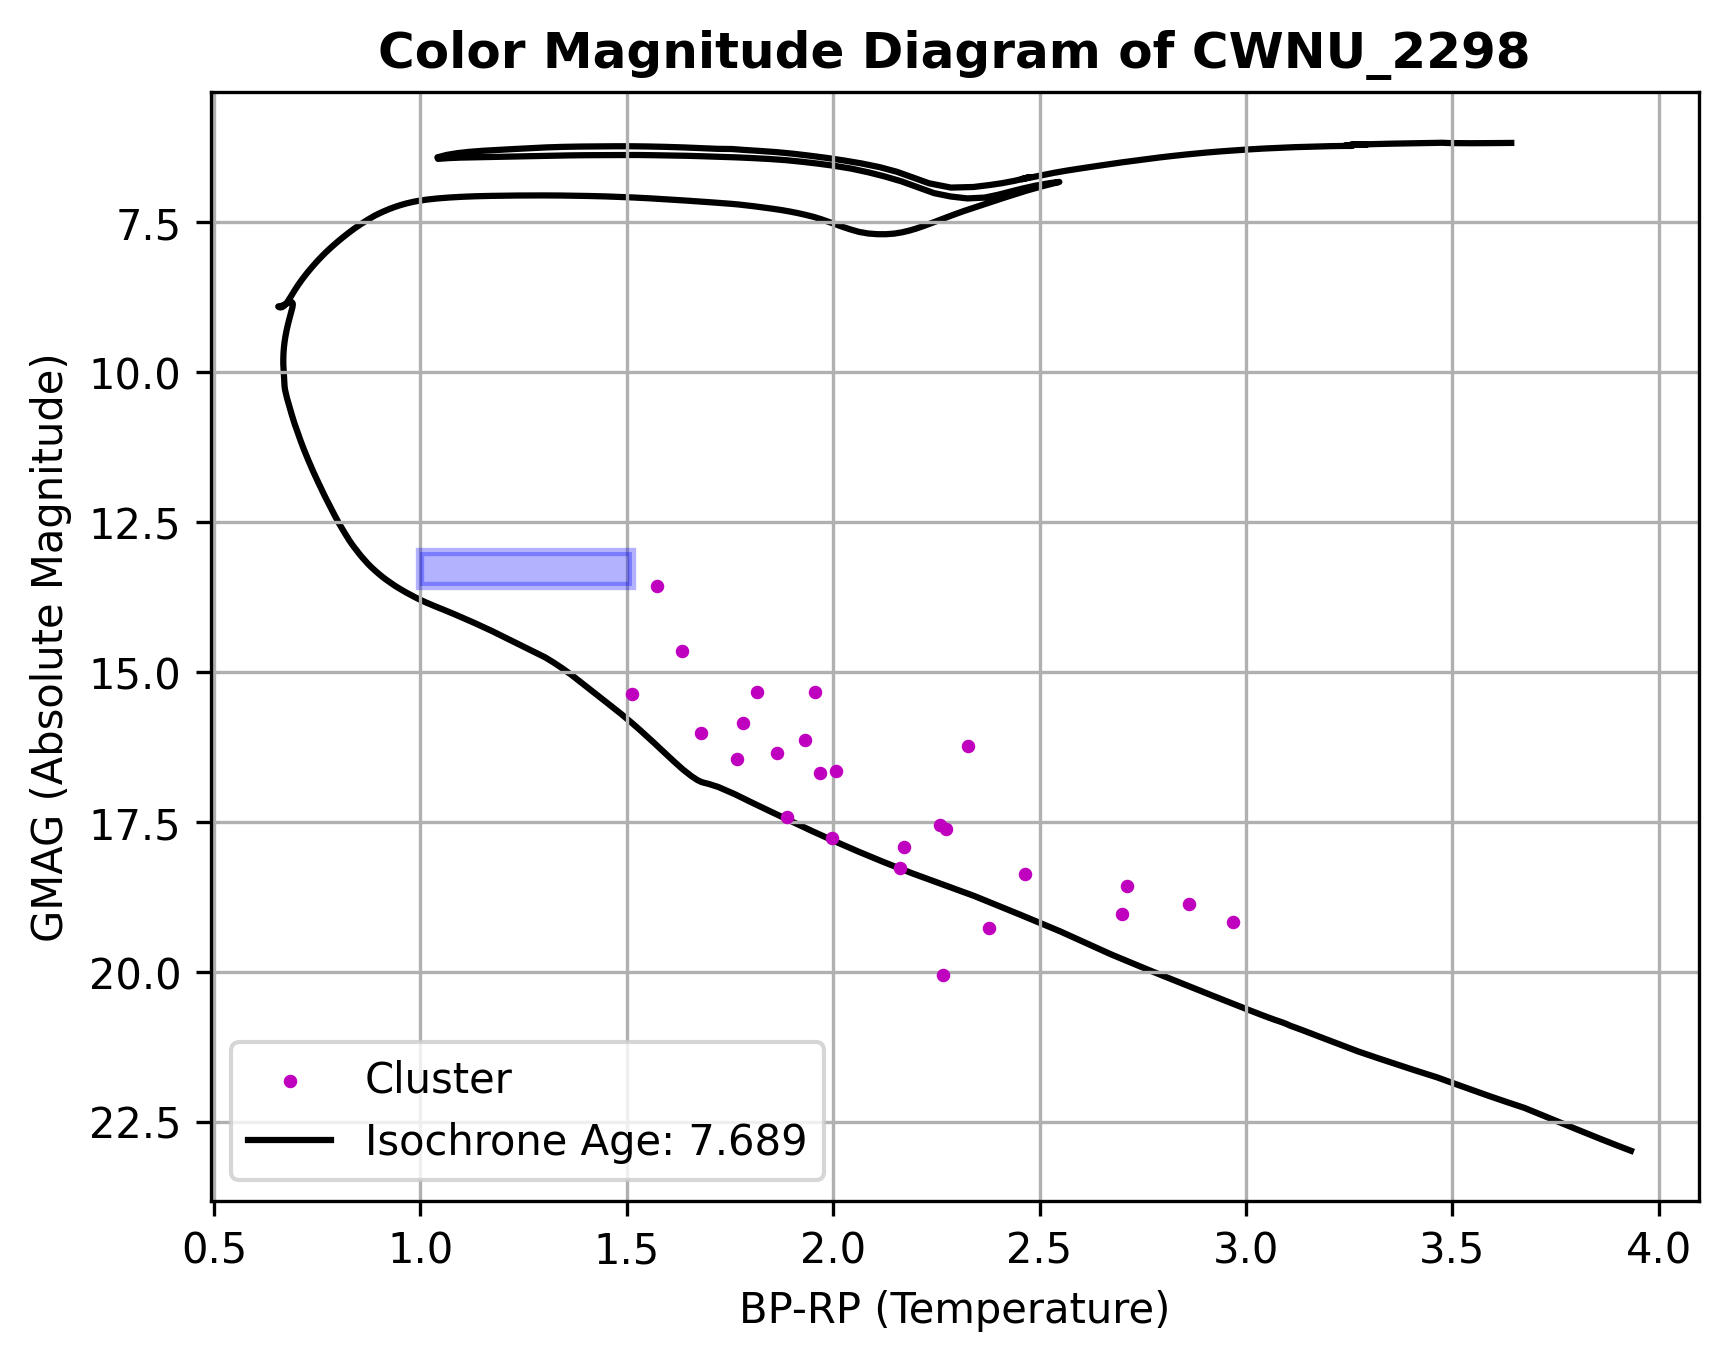 Color Magnitude Diagram of CWNU_2298
GMAG (Absolute Magnitude)
7.5
10.0
12.5
15.0
17.5
20.0
22.5
Cluster
Isochrone Age: 7.689
0.5 1.0 1.5 2.0 2.5 3.0 3.5 4.0
BP-RP (Temperature)